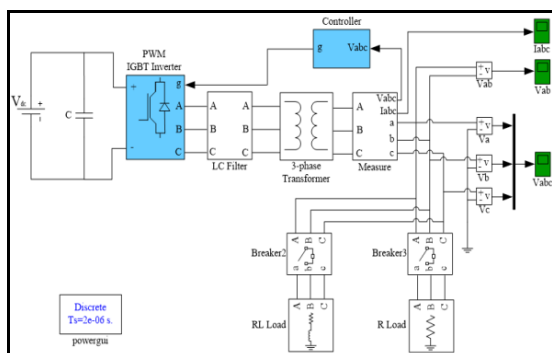 Controller
g Vabc
Iabc
PWM
IGBT Inverter
g
Vabc
Iabc
+ v -
Vab
Vab
Vdc
+
C
+
-
A
B
C
A
B
C
A
B
C
A
B
C
A
B
C
a
b
c
LC Filter
3-phase
Transformer
Measure
+ v -
Va
+ v -
Vb
+ v -
Vc
Vabc
Breaker2
A B C
a b c
Breaker3
A B C
a b c
RL Load
A B C
R Load
A B C
Discrete
Ts=2e-06 s.
powergui